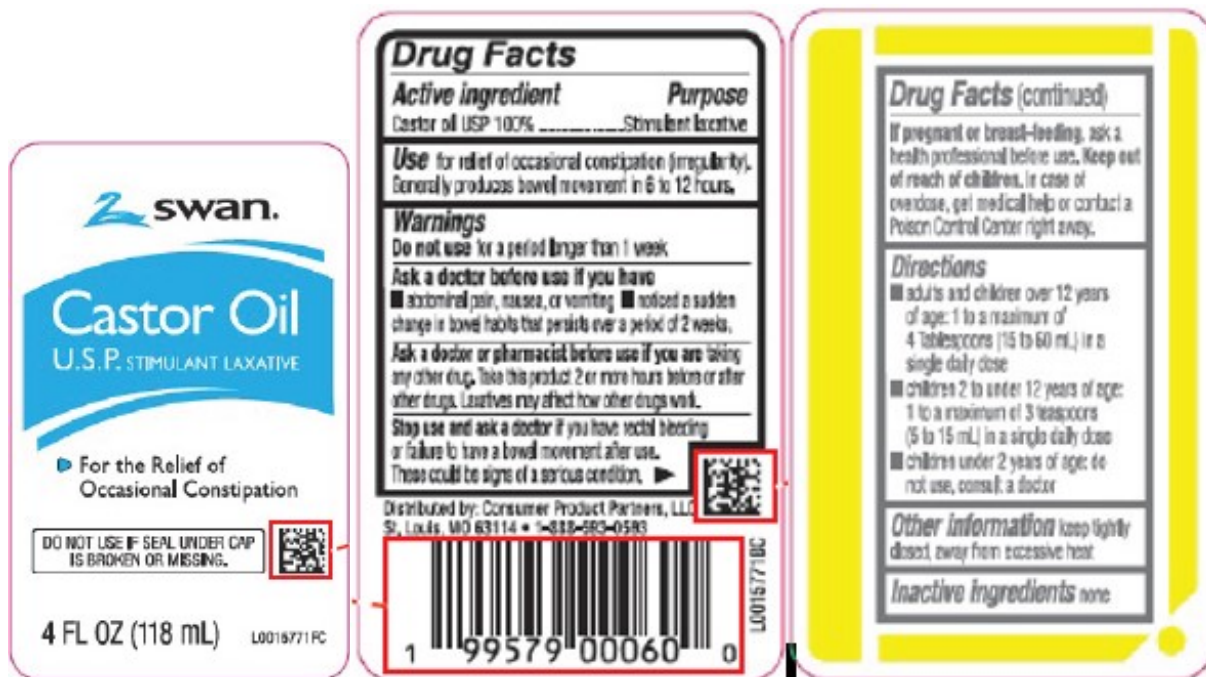 swan.
Castor Oil
U.S.P. STIMULANT LAXATIVE
For the Relief of
Occasional Constipation
DO NOT USE IF SEAL UNDER CAP
IS BROKEN OR MISSING.
4 FL OZ (118 mL) L0015771FC
Drug Facts
Active ingredient Purpose
Castor oil USP 100% ............Stimulant laxative
Use for relief of occasional constipation (irregularity).
Generally produces bowel movement in 6 to 12 hours.
Warnings
Do not use for a period longer than 1 week
Ask a doctor before use if you have
■ abdominal pain, nausea, or vomiting ■ noticed a sudden
change in bowel habits that persists over a period of 2 weeks.
Ask a doctor or pharmacist before use if you are taking
any other drug. Take this product 2 or more hours before or after
other drugs. Laxatives may affect how other drugs work.
Stop use and ask a doctor if you have rectal bleeding
or failure to have a bowel movement after use.
These could be signs of a serious condition. ►
Distributed by: Consumer Product Partners, LLC
St. Louis, MO 63114 • 1-888-593-0593
L0015771BC
1 99579 00060 0
Drug Facts (continued)
If pregnant or breast-feeding, ask a
health professional before use. Keep out
of reach of children. In case of
overdose, get medical help or contact a
Poison Control Center right away.
Directions
■ adults and children over 12 years
of age: 1 to a maximum of
4 Tablespoons (15 to 60 mL) in a
single daily dose
■ children 2 to under 12 years of age:
1 to a maximum of 3 teaspoons
(5 to 15 mL) in a single daily dose
■ children under 2 years of age: do
not use, consult a doctor
Other information keep tightly
closed, away from excessive heat
Inactive ingredients none